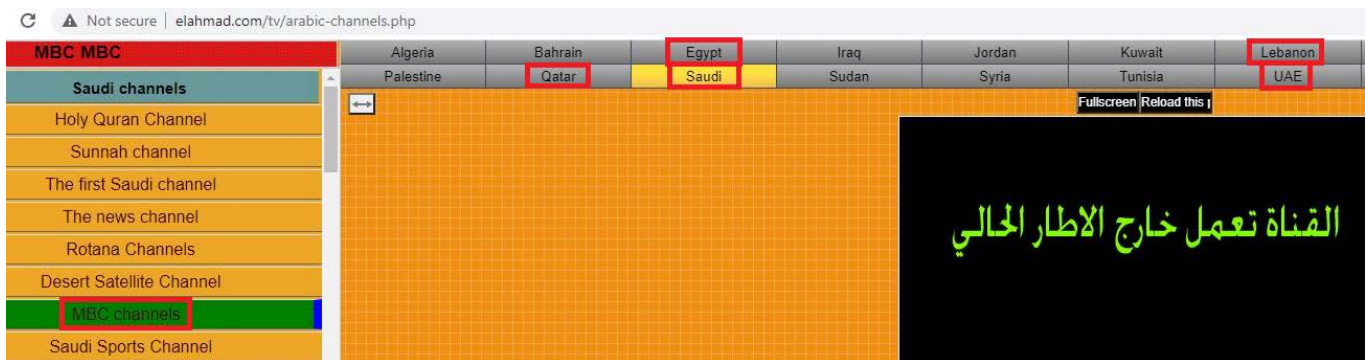 Not secure | elahmad.com/tv/arabic-channels.php
MBC MBC
Algeria Bahrain Egypt Iraq Jordan Kuwait Lebanon
Palestine Qatar Saudi Sudan Syria Tunisia UAE
Saudi channels
Fullscreen Reload this
Holy Quran Channel
Sunnah channel
The first Saudi channel
The news channel
Rotana Channels
Desert Satellite Channel
MBC channels
Saudi Sports Channel
القناة تعمل خارج الاطار الحالي